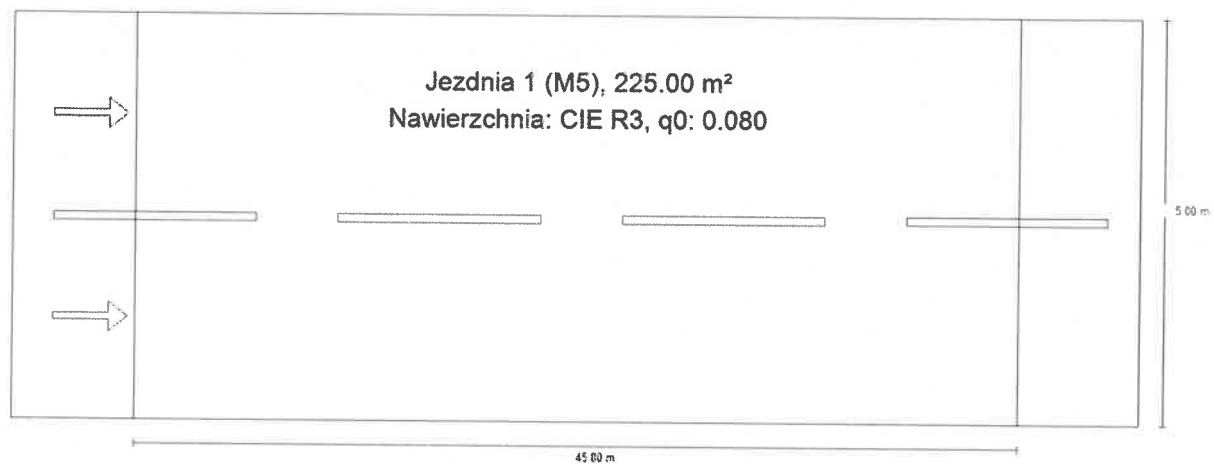 Jezdnia 1 (M5), 225.00 m²
Nawierzchnia: CIE R3, q0: 0.080
5.00 m
45.00 m